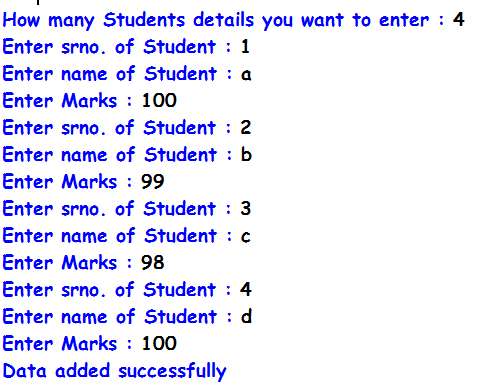 How many Students details you want to enter : 4
Enter srno. of Student : 1
Enter name of Student : a
Enter Marks : 100
Enter srno. of Student : 2
Enter name of Student : b
Enter Marks : 99
Enter srno. of Student : 3
Enter name of Student : c
Enter Marks : 98
Enter srno. of Student : 4
Enter name of Student : d
Enter Marks : 100
Data added successfully